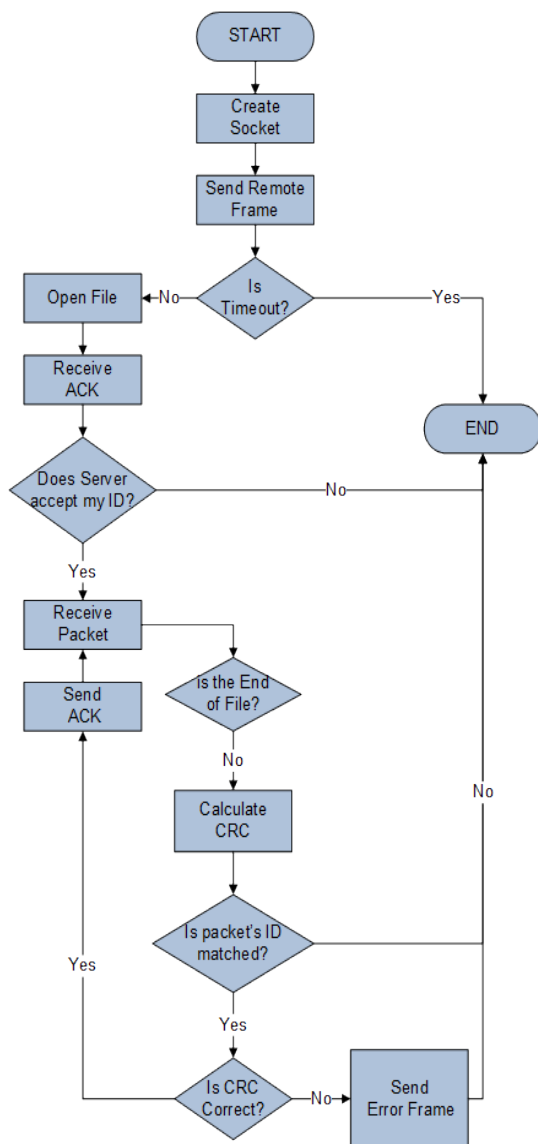 START
Create
Socket
Send Remote
Frame
Is
Timeout?
No
Yes
Open File
Receive
ACK
END
Does Server
accept my ID?
No
Yes
Receive
Packet
is the End
of File?
Send
ACK
No
Calculate
CRC
No
Is packet's ID
matched?
Yes
Yes
Is CRC
Correct?
No
Send
Error Frame